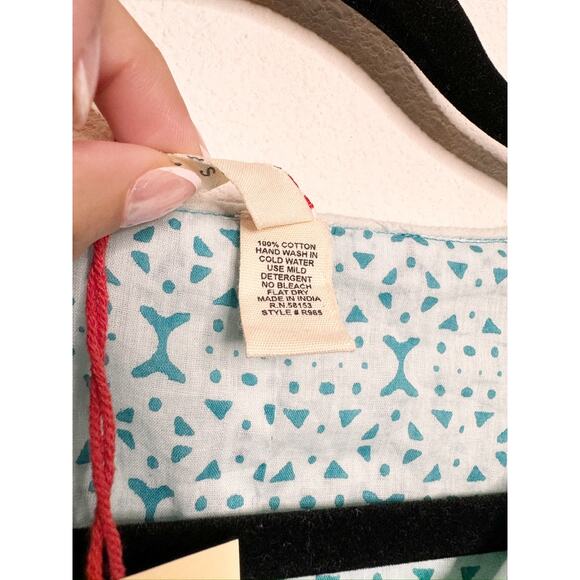 100% COTTON
HAND WASH IN
COLD WATER
USE MILD
DETERGENT
NO BLEACH
FLAT DRY
MADE IN INDIA
R.N.58153
STYLE # R965